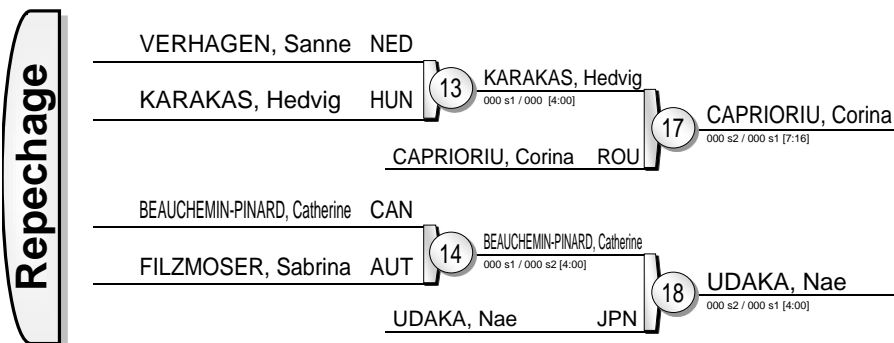 Repechage
VERHAGEN, Sanne NED
KARAKAS, Hedvig HUN
13
KARAKAS, Hedvig
000 s1 / 000 [4:00]
CAPRIORIU, Corina ROU
17
CAPRIORIU, Corina
000 s2 / 000 s1 [7:16]
BEAUCHEMIN-PINARD, Catherine CAN
FILZMOSER, Sabrina AUT
14
BEAUCHEMIN-PINARD, Catherine
000 s1 / 000 s2 [4:00]
UDAKA, Nae JPN
18
UDAKA, Nae
000 s2 / 000 s1 [4:00]